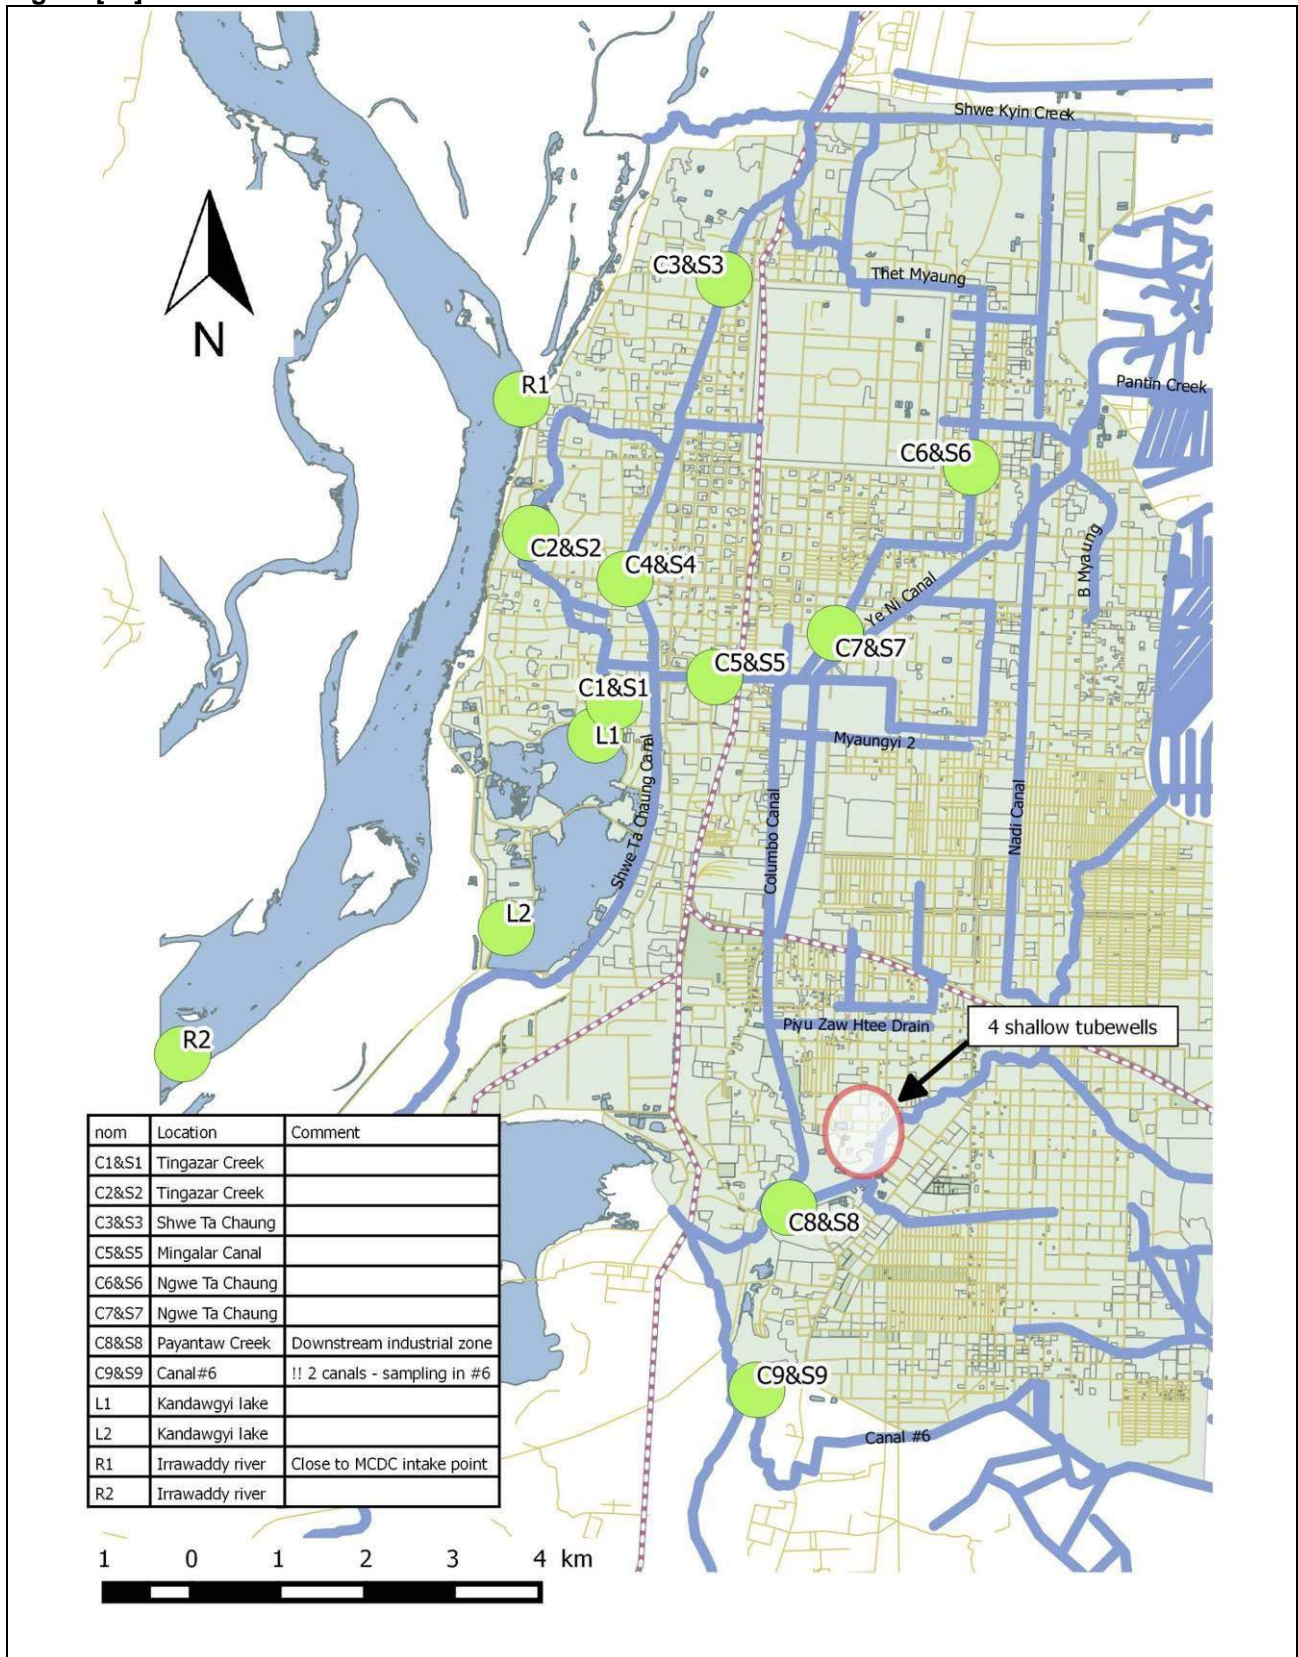 Shwe Kyin Creek
C3&S3
Thet Myaung
N
R1
Pantin Creek
C6&S6
C2&S2
C4&S4
B Myaung
Ye Ni Canal
C7&S7
C5&S5
C1&S1
L1
Myaungyi 2
Shwe Ta Chaung Canal
Columbo Canal
Nadi Canal
L2
Piyu Zaw Htee Drain
4 shallow tubewells
R2
nom Location Comment
C1&S1 Tingazar Creek
C2&S2 Tingazar Creek
C3&S3 Shwe Ta Chaung
C5&S5 Mingalar Canal
C6&S6 Ngwe Ta Chaung
C7&S7 Ngwe Ta Chaung
C8&S8 Payantaw Creek Downstream industrial zone
C9&S9 Canal#6 !! 2 canals - sampling in #6
L1 Kandawgyi lake
L2 Kandawgyi lake
R1 Irrawaddy river Close to MCDC intake point
R2 Irrawaddy river
C8&S8
C9&S9
Canal #6
1 0 1 2 3 4 km